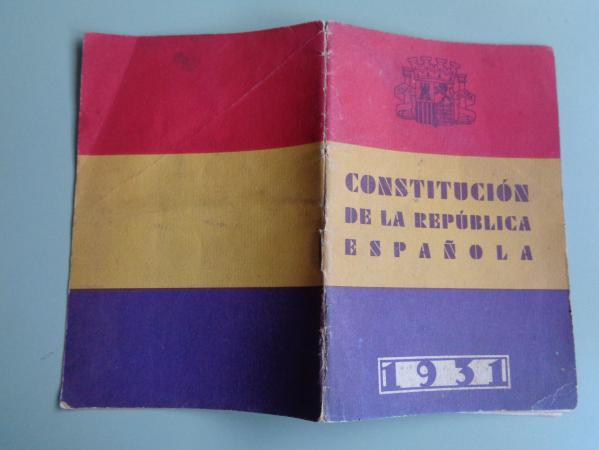 CONSTITUCIÓN
DE LA REPÚBLICA
ESPAÑOLA
1931